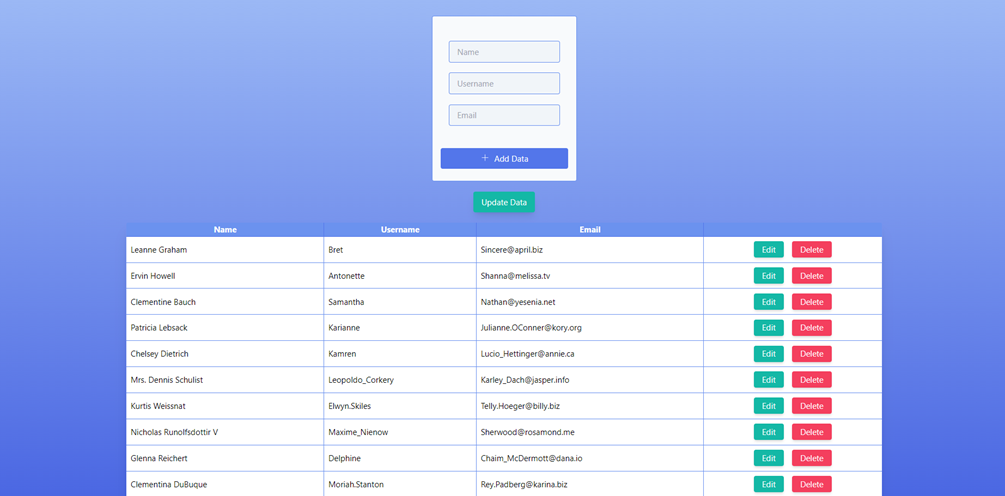 Name
Username
Email
+ Add Data
Update Data
Name Username Email
Leanne Graham Bret Sincere@april.biz Edit Delete
Ervin Howell Antonette Shanna@melissa.tv Edit Delete
Clementine Bauch Samantha Nathan@yesenia.net Edit Delete
Patricia Lebsack Karianne Julianne.OConner@kory.org Edit Delete
Chelsey Dietrich Kamren Lucio_Hettinger@annie.ca Edit Delete
Mrs. Dennis Schulist Leopoldo_Corkery Karley_Dach@jasper.info Edit Delete
Kurtis Weissnat Elwyn.Skiles Telly.Hoeger@billy.biz Edit Delete
Nicholas Runolfsdottir V Maxime_Nienow Sherwood@rosamond.me Edit Delete
Glenna Reichert Delphine Chaim_McDermott@dana.io Edit Delete
Clementina DuBuque Moriah.Stanton Rey.Padberg@karina.biz Edit Delete